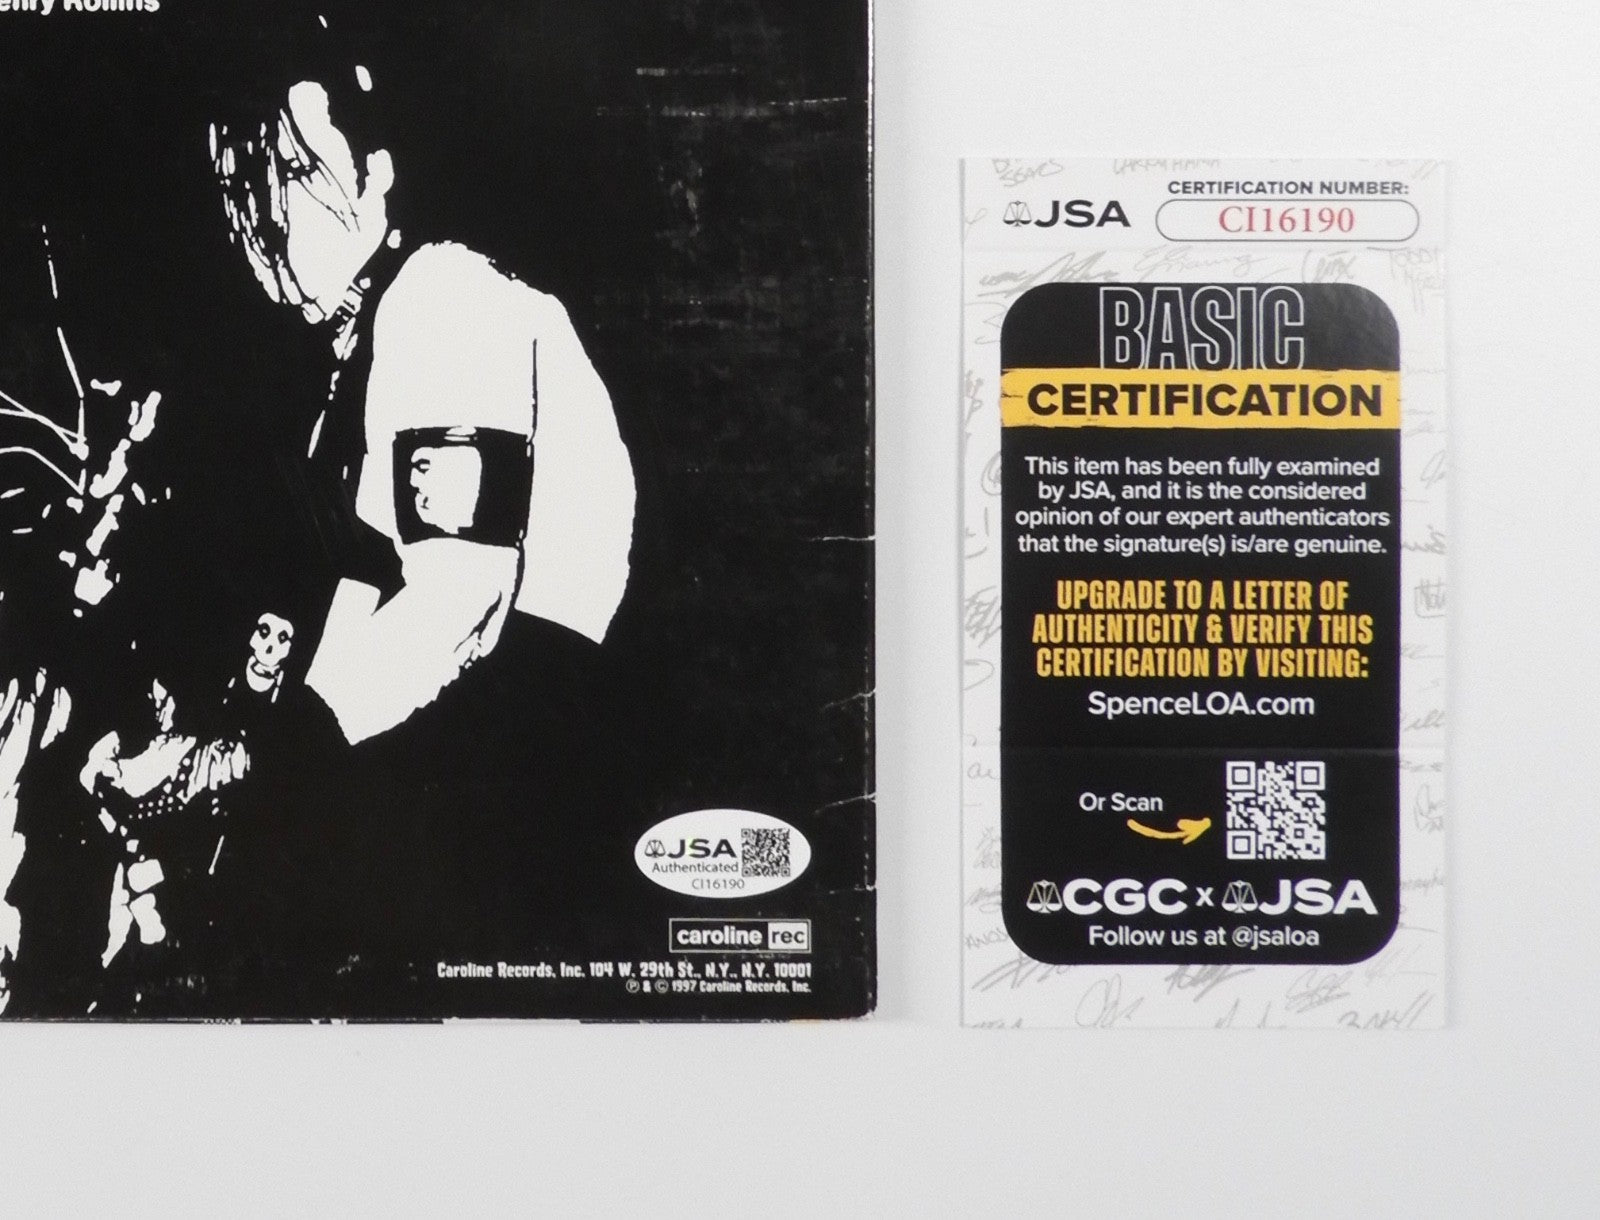 Henry Rollins
JSA
Authenticated
CI16190
caroline rec
Caroline Records, Inc. 104 W. 29th St., N.Y., N.Y. 10001
℗ & © 1997 Caroline Records, Inc.
JSA
CERTIFICATION NUMBER:
CI16190
BASIC
CERTIFICATION
This item has been fully examined
by JSA, and it is the considered
opinion of our expert authenticators
that the signature(s) is/are genuine.
UPGRADE TO A LETTER OF
AUTHENTICITY & VERIFY THIS
CERTIFICATION BY VISITING:
SpenceLOA.com
Or Scan
CGC x JSA
Follow us at @jsaloa